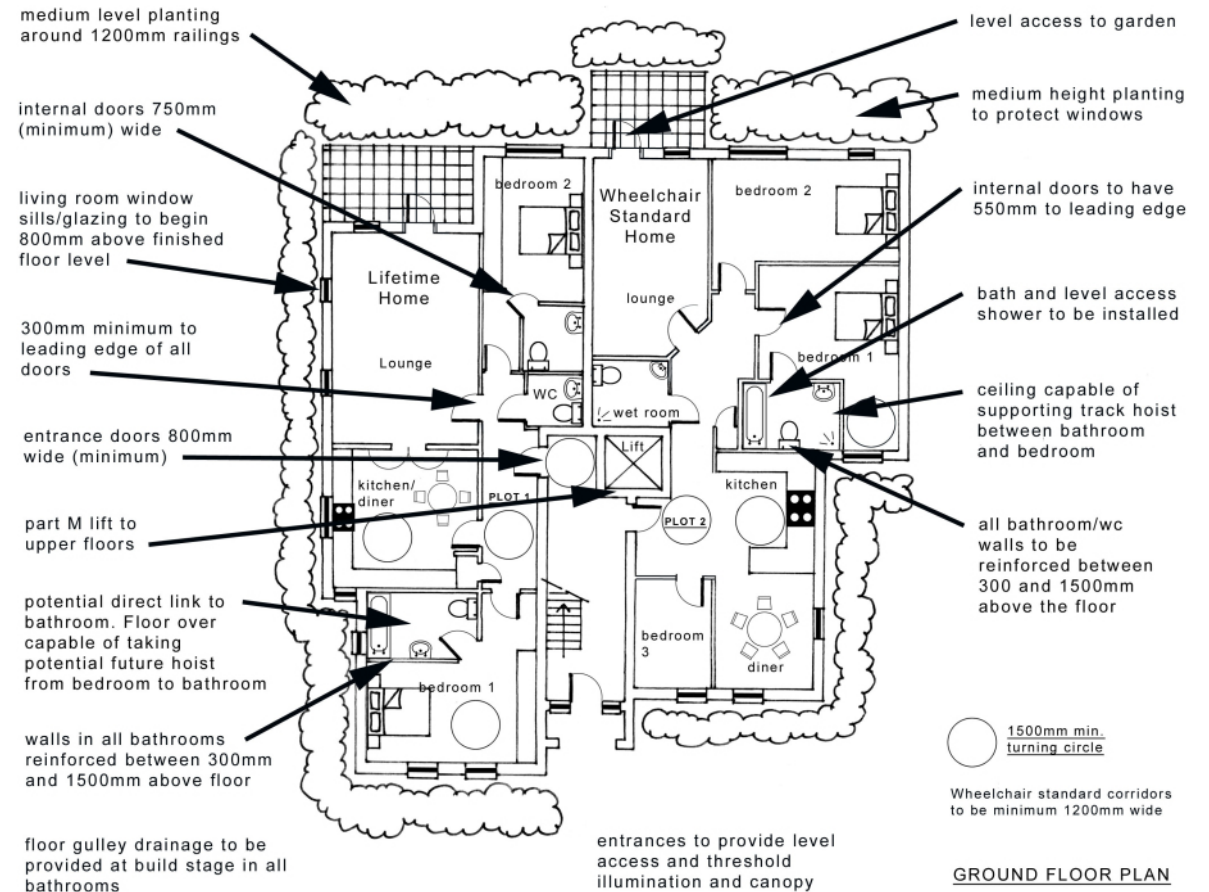 medium level planting
around 1200mm railings
internal doors 750mm
(minimum) wide
living room window
sills/glazing to begin
800mm above finished
floor level
300mm minimum to
leading edge of all
doors
entrance doors 800mm
wide (minimum)
part M lift to
upper floors
potential direct link to
bathroom. Floor over
capable of taking
potential future hoist
from bedroom to bathroom
walls in all bathrooms
reinforced between 300mm
and 1500mm above floor
floor gulley drainage to be
provided at build stage in all
bathrooms
bedroom 2
Lifetime
Home
Lounge
WC
kitchen/
diner
PLOT 1
bedroom 1
Wheelchair
Standard
Home
lounge
wet room
Lift
bedroom 2
bedroom 1
kitchen
PLOT 2
bedroom
3
diner
entrances to provide level
access and threshold
illumination and canopy
level access to garden
medium height planting
to protect windows
internal doors to have
550mm to leading edge
bath and level access
shower to be installed
ceiling capable of
supporting track hoist
between bathroom
and bedroom
all bathroom/wc
walls to be
reinforced between
300 and 1500mm
above the floor
1500mm min.
turning circle
Wheelchair standard corridors
to be minimum 1200mm wide
GROUND FLOOR PLAN